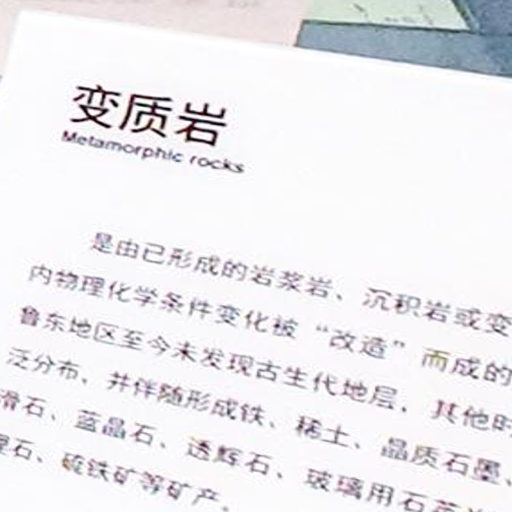 变质岩
Metamorphic rocks
是由已形成的岩浆岩、沉积岩或变
内物理化学条件变化被“改造”而成的
鲁东地区至今未发现古生代地层，其他时
泛分布，并伴随形成铁、稀土、晶质石墨、
滑石、蓝晶石、透辉石、玻璃用石英
理石、硫铁矿等矿产。